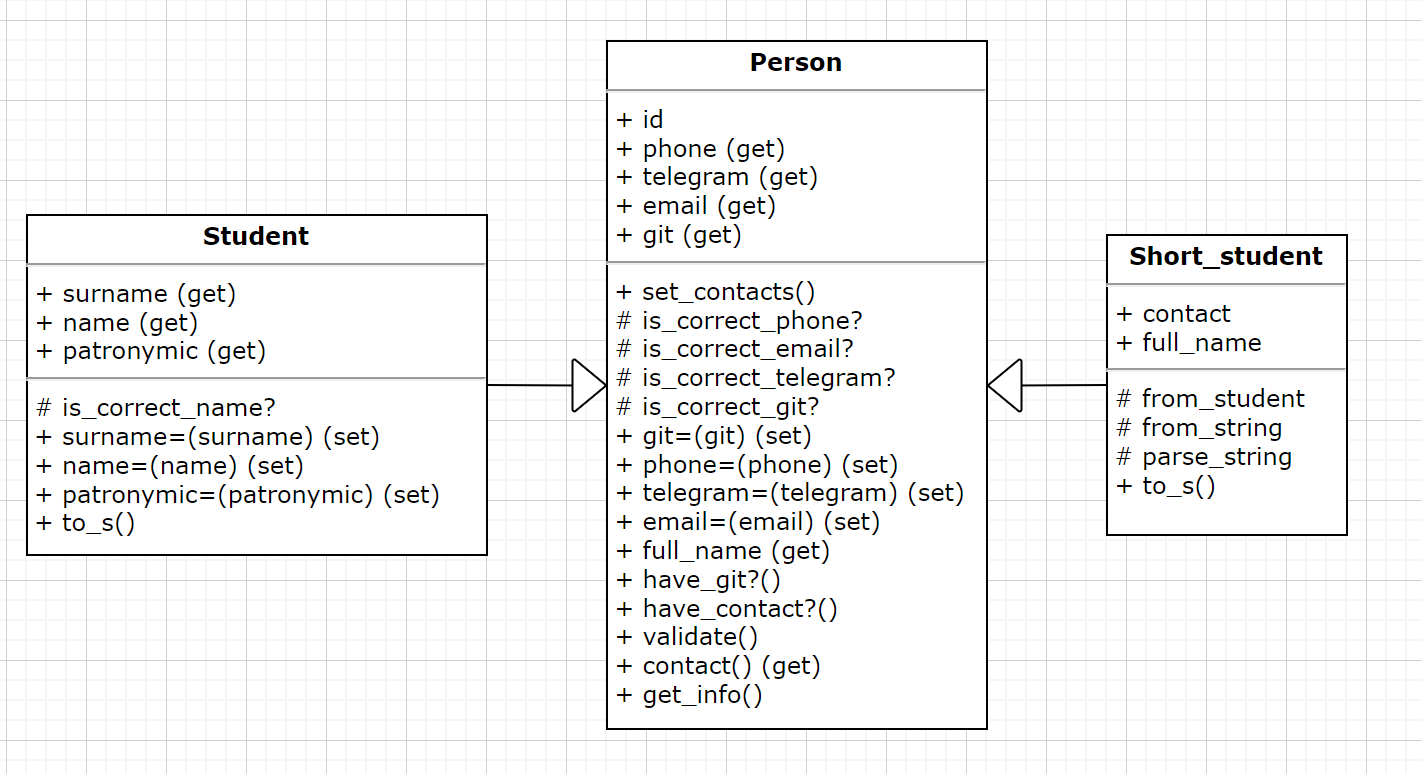 Student
+ surname (get)
+ name (get)
+ patronymic (get)
# is_correct_name?
+ surname=(surname) (set)
+ name=(name) (set)
+ patronymic=(patronymic) (set)
+ to_s()
Person
+ id
+ phone (get)
+ telegram (get)
+ email (get)
+ git (get)
+ set_contacts()
# is_correct_phone?
# is_correct_email?
# is_correct_telegram?
# is_correct_git?
+ git=(git) (set)
+ phone=(phone) (set)
+ telegram=(telegram) (set)
+ email=(email) (set)
+ full_name (get)
+ have_git?()
+ have_contact?()
+ validate()
+ contact() (get)
+ get_info()
Short_student
+ contact
+ full_name
# from_student
# from_string
# parse_string
+ to_s()